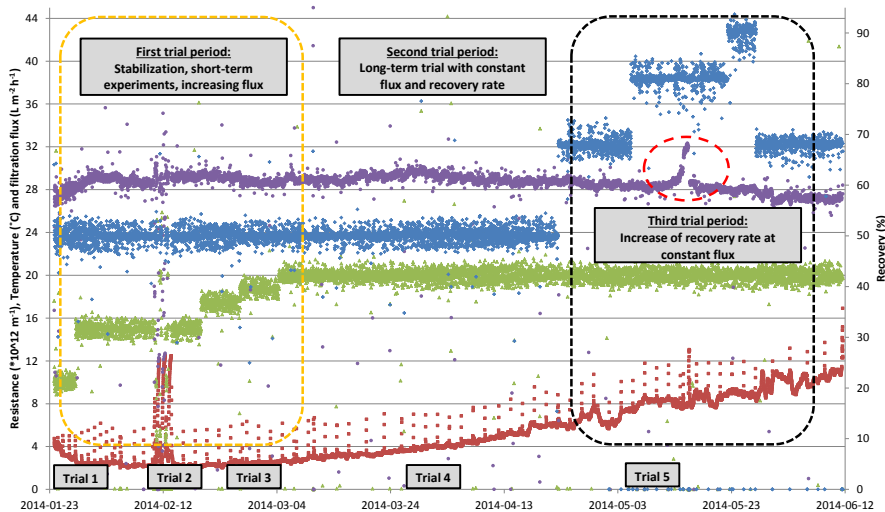 First trial period:
Stabilization, short-term
experiments, increasing flux
Second trial period:
Long-term trial with constant
flux and recovery rate
Third trial period:
Increase of recovery rate at
constant flux
Trial 1
Trial 2
Trial 3
Trial 4
Trial 5
Resistance (*10^12 m⁻¹), Temperature (˚C) and filtration flux (L m⁻² h⁻¹)
44
40
36
32
28
24
20
16
12
8
4
0
Recovery (%)
90
80
70
60
50
40
30
20
10
0
2014-01-23
2014-02-12
2014-03-04
2014-03-24
2014-04-13
2014-05-03
2014-05-23
2014-06-12